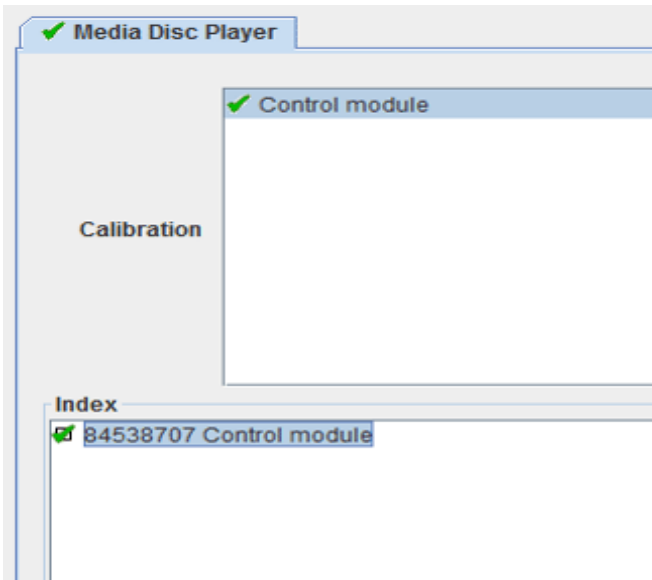 Media Disc Player
Control module
Calibration
Index
84538707 Control module